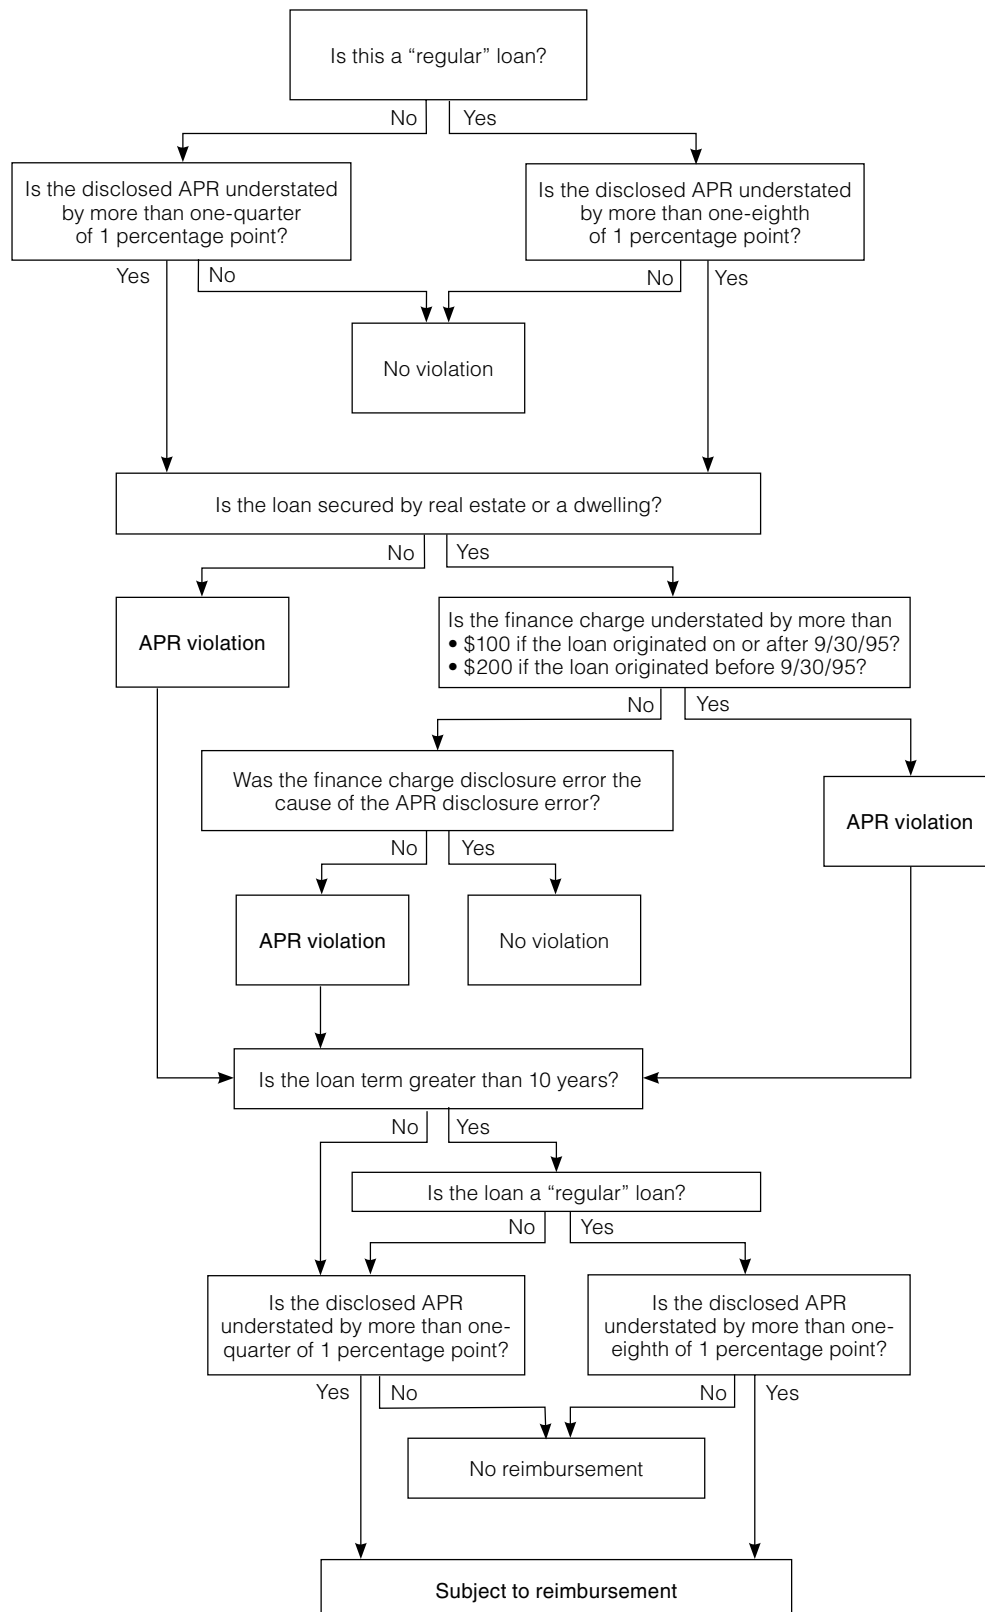 Is this a “regular” loan?
No
Yes
Is the disclosed APR understated
by more than one-quarter
of 1 percentage point?
Is the disclosed APR understated
by more than one-eighth
of 1 percentage point?
Yes
No
No
Yes
No violation
Is the loan secured by real estate or a dwelling?
No
Yes
APR violation
Is the finance charge understated by more than
• $100 if the loan originated on or after 9/30/95?
• $200 if the loan originated before 9/30/95?
No
Yes
Was the finance charge disclosure error the
cause of the APR disclosure error?
APR violation
No
Yes
APR violation
No violation
Is the loan term greater than 10 years?
No
Yes
Is the loan a “regular” loan?
No
Yes
Is the disclosed APR
understated by more than one-
quarter of 1 percentage point?
Is the disclosed APR
understated by more than one-
eighth of 1 percentage point?
Yes
No
No
Yes
No reimbursement
Subject to reimbursement